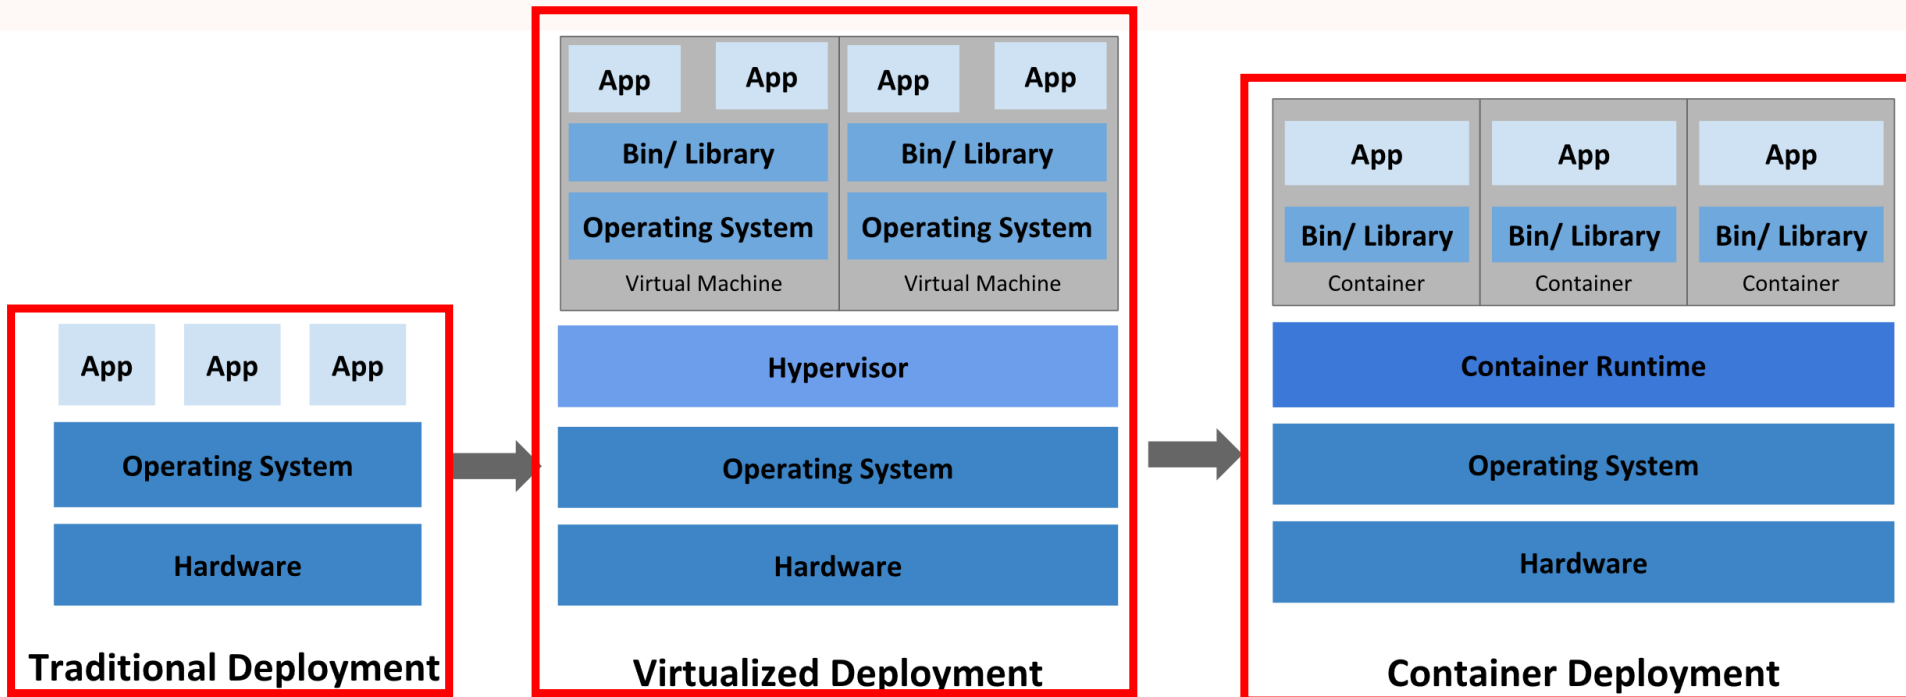 App
App
App
Operating System
Hardware
Traditional Deployment
App
App
App
App
Bin/ Library
Bin/ Library
Operating System
Operating System
Virtual Machine
Virtual Machine
Hypervisor
Operating System
Hardware
Virtualized Deployment
App
App
App
Bin/ Library
Bin/ Library
Bin/ Library
Container
Container
Container
Container Runtime
Operating System
Hardware
Container Deployment